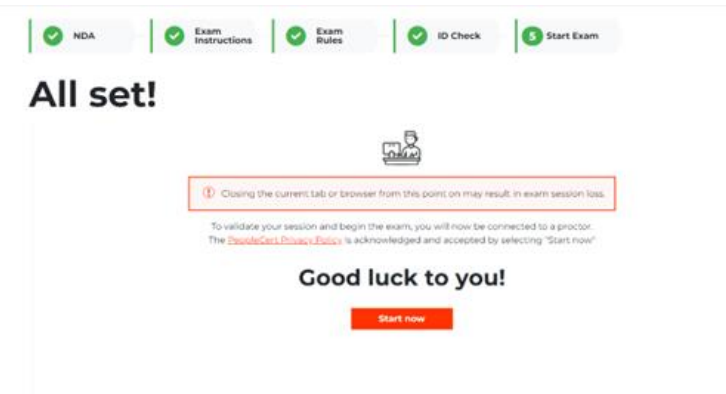 NDA
Exam
Instructions
Exam
Rules
ID Check
5 Start Exam
All set!
! Closing the current tab or browser from this point on may result in exam session loss.
To validate your session and begin the exam, you will now be connected to a proctor.
The PeopleCert Privacy Policy is acknowledged and accepted by selecting "Start now"
Good luck to you!
Start now